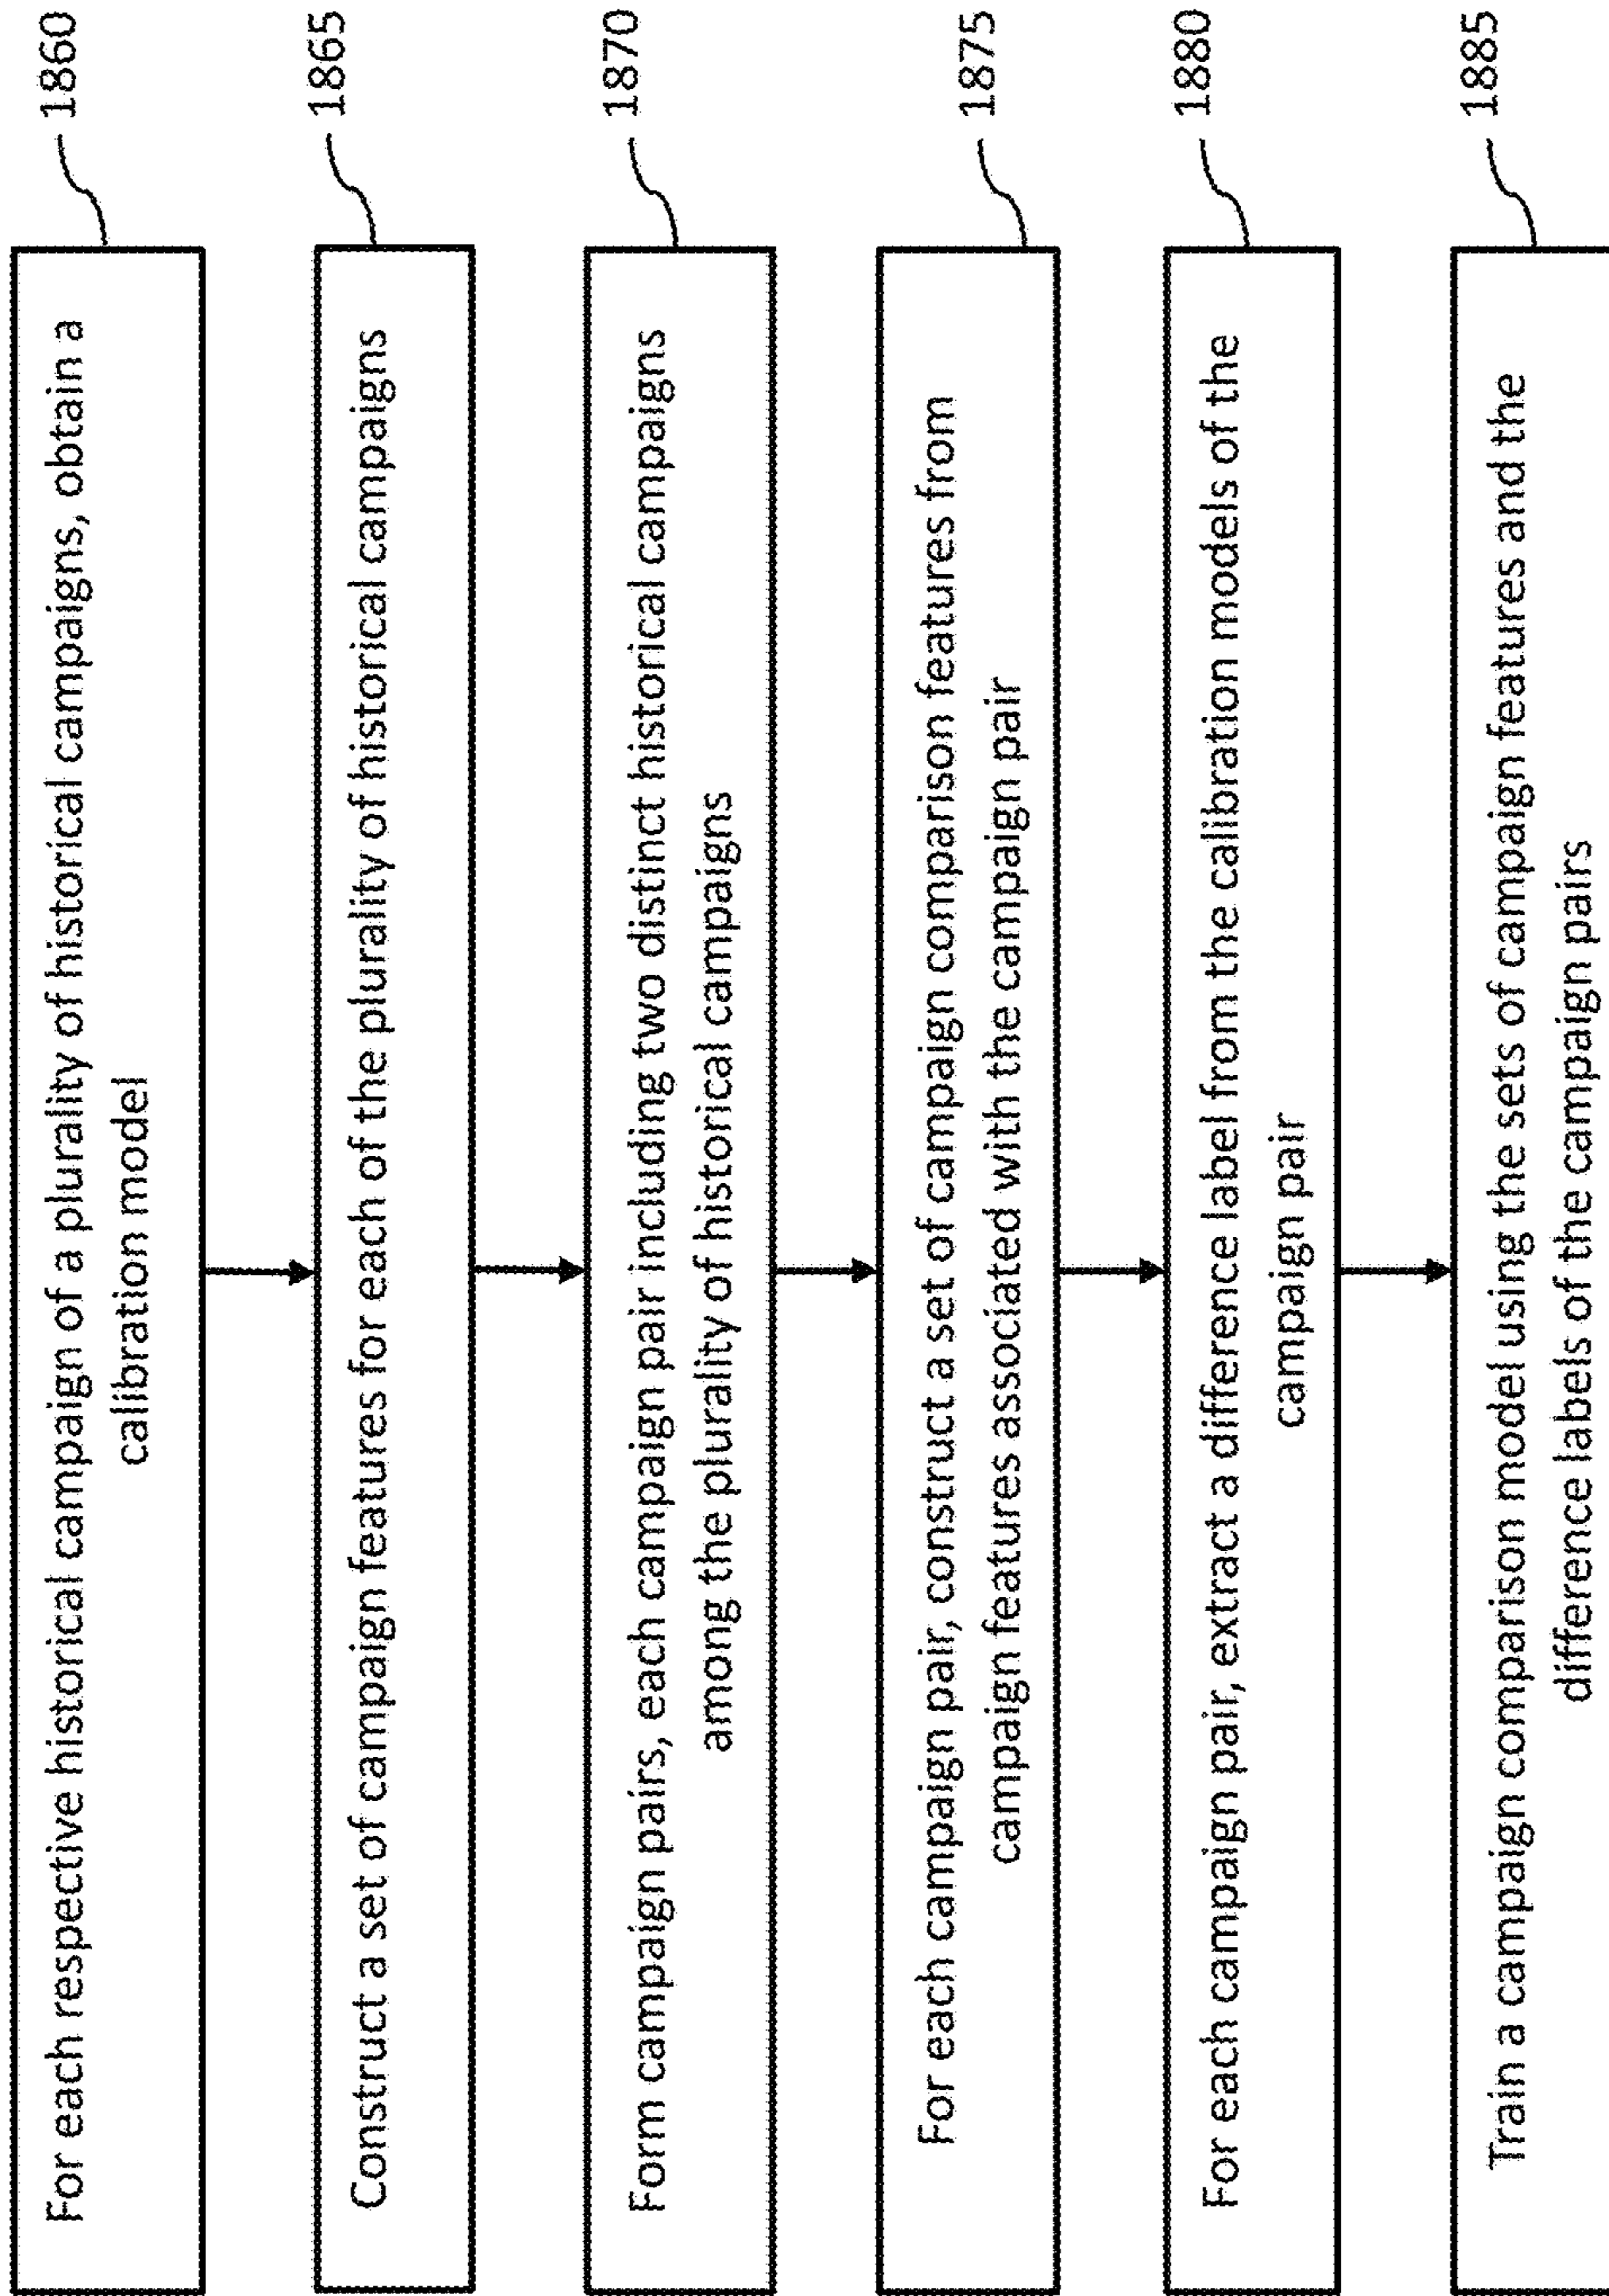 For each respective historical campaign of a plurality of historical campaigns, obtain a
calibration model
1860
Construct a set of campaign features for each of the plurality of historical campaigns
1865
Form campaign pairs, each campaign pair including two distinct historical campaigns
among the plurality of historical campaigns
1870
For each campaign pair, construct a set of campaign comparison features from
campaign features associated with the campaign pair
1875
For each campaign pair, extract a difference label from the calibration models of the
campaign pair
1880
Train a campaign comparison model using the sets of campaign features and the
difference labels of the campaign pairs
1885